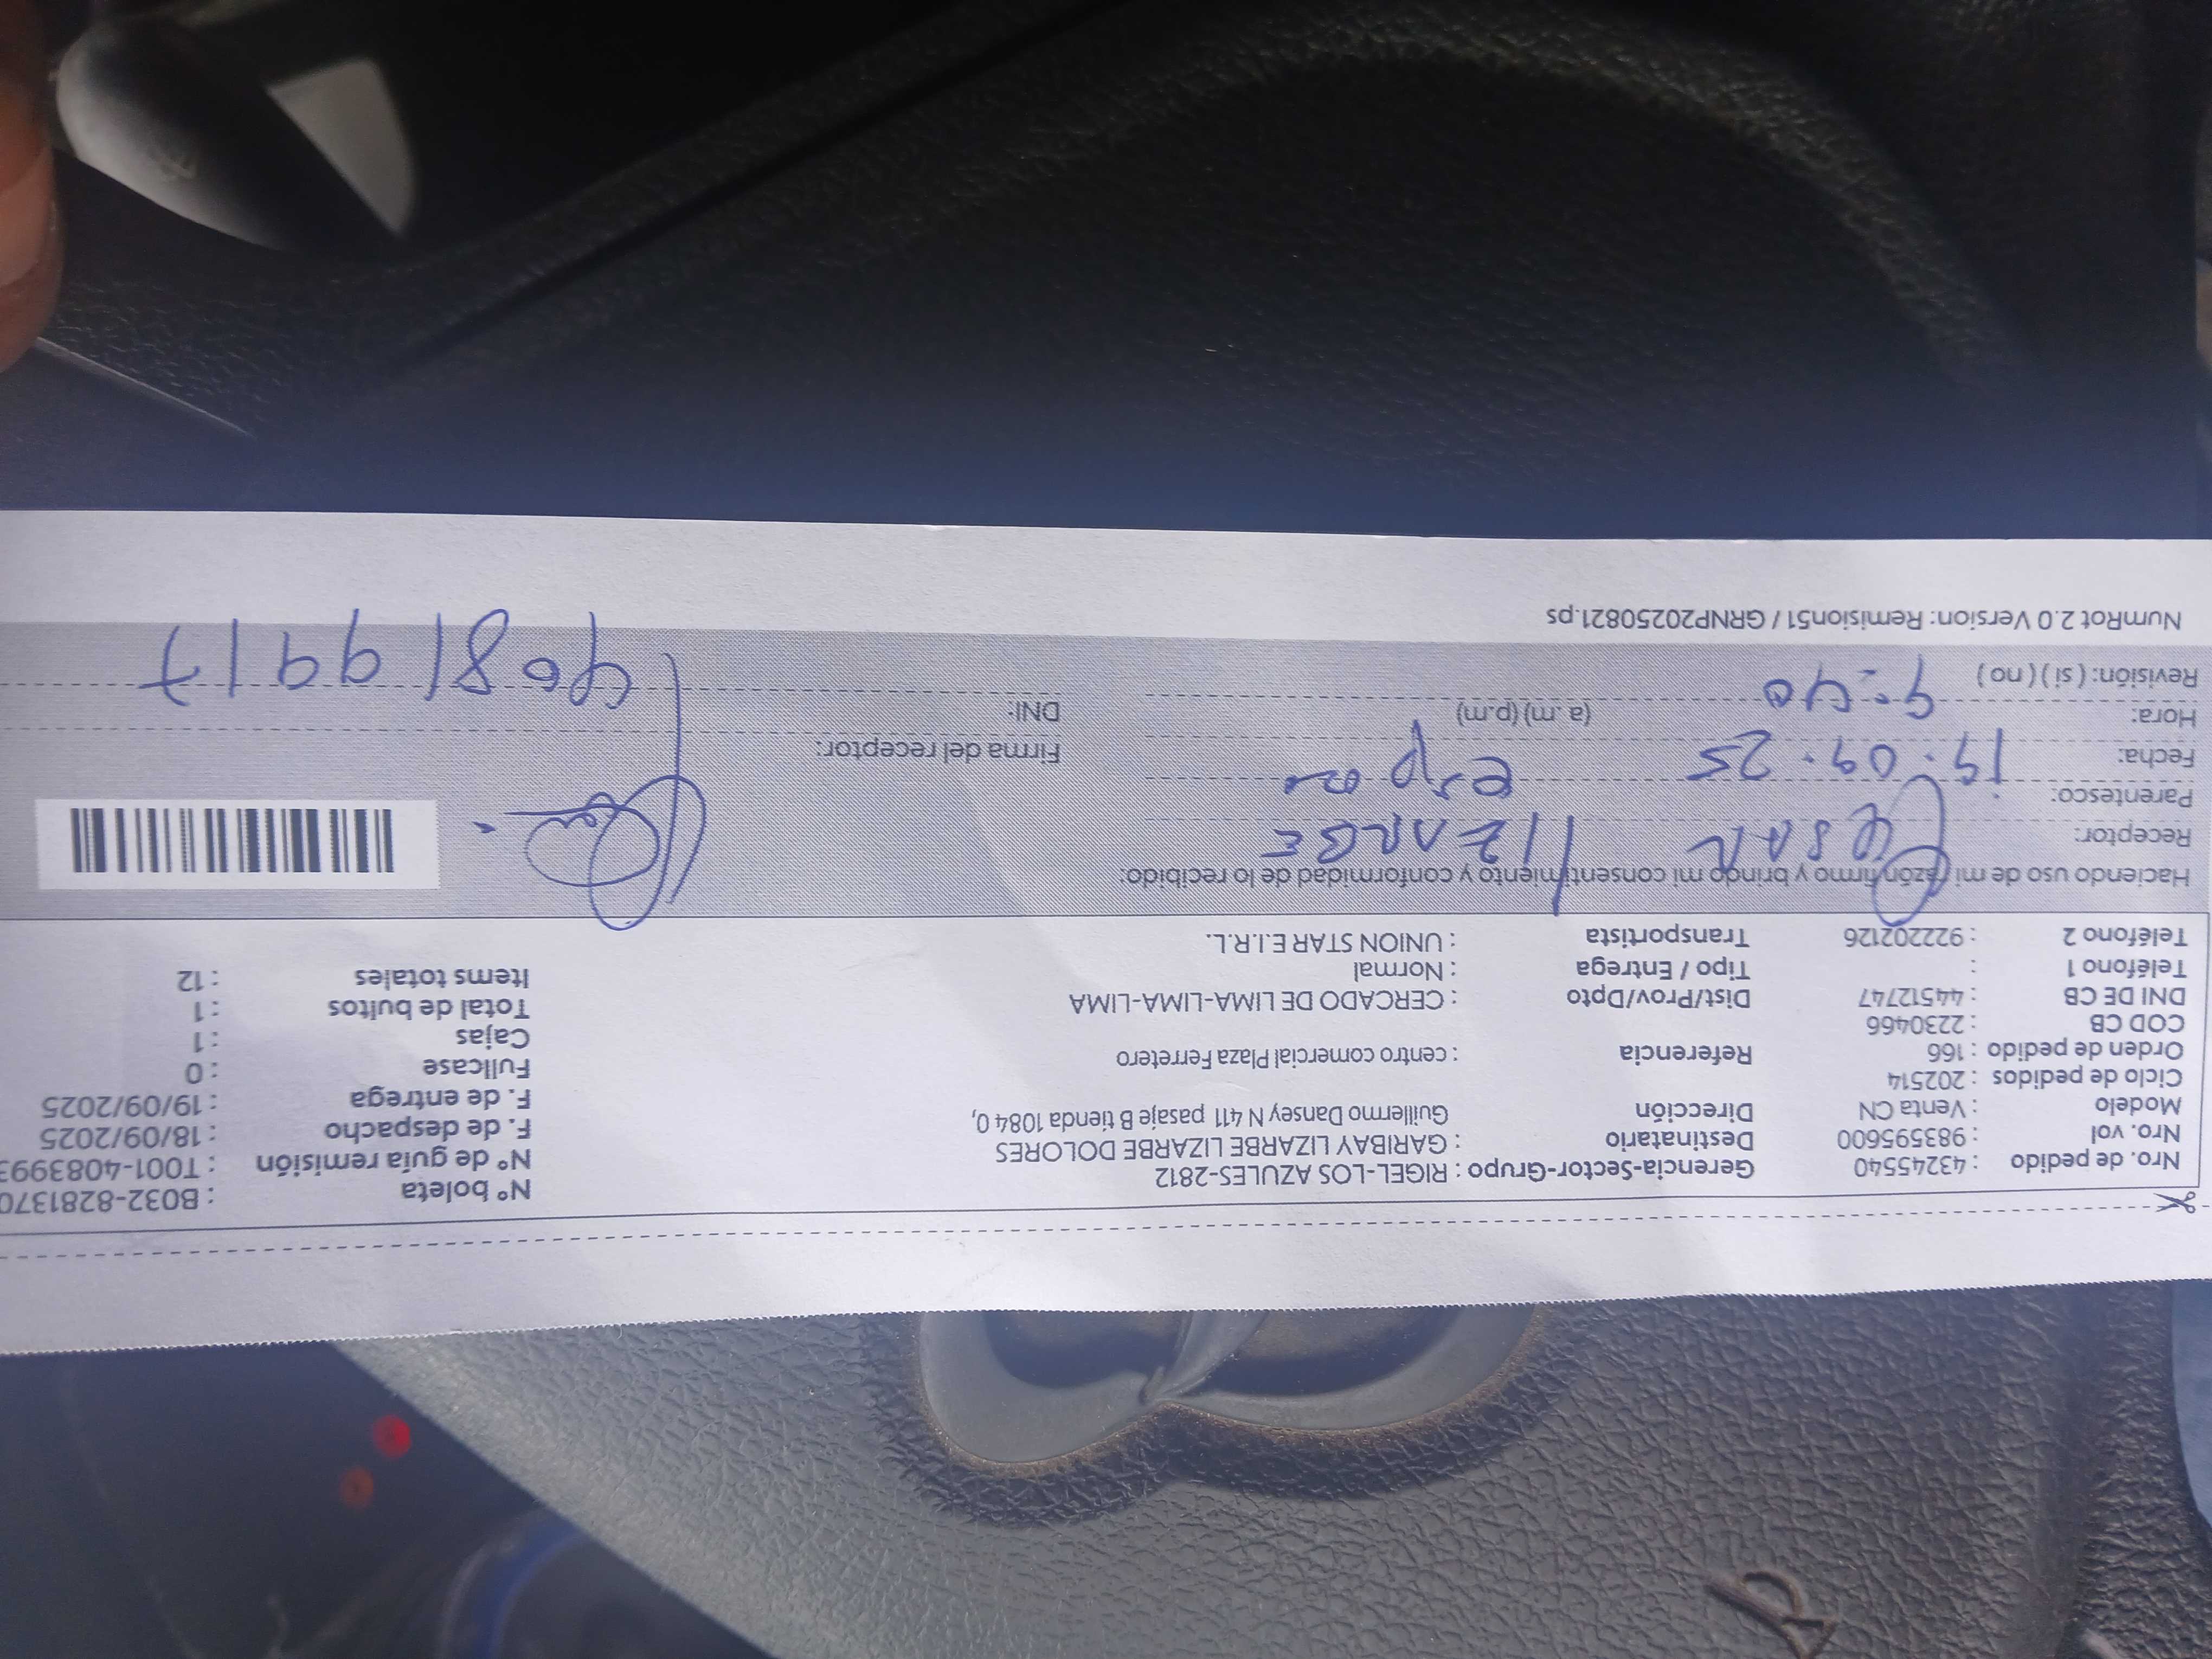 Nro. de pedido : 43245540 Gerencia-Sector-Grupo : RIGEL-LOS AZULES-2812 N° boleta : B032-8281370
Nro. vol : 983595600 Destinatario : GARIBAY LIZARBE LIZARBE DOLORES N° de guía remisión : T001-4083993
Modelo : Venta CN Dirección Guillermo Dansey N 411 pasaje B tienda 1084 0, F. de despacho : 18/09/2025
Ciclo de pedidos : 202514 F. de entrega : 19/09/2025
Orden de pedido : 166 Referencia : centro comercial Plaza Ferretero Fullcase : 0
COD CB : 2230466 Cajas : 1
DNI DE CB : 44512747 Dist/Prov/Dpto : CERCADO DE LIMA-LIMA-LIMA Total de bultos : 1
Teléfono 1 : Tipo / Entrega : Normal Items totales : 12
Teléfono 2 : 922202126 Transportista : UNION STAR E.I.R.L.
Haciendo uso de mi razón firmo y brindo mi consentimiento y conformidad de lo recibido:
Receptor: CESAR LIZARBE
Parentesco: esposo
Fecha: 19.09.25 Firma del receptor:
Hora: 9:40 (a.m) (p.m) DNI: 40819917
Revisión: ( si ) ( no )
NumRot 2.0 Version: Remision51 / GRNP20250821.ps